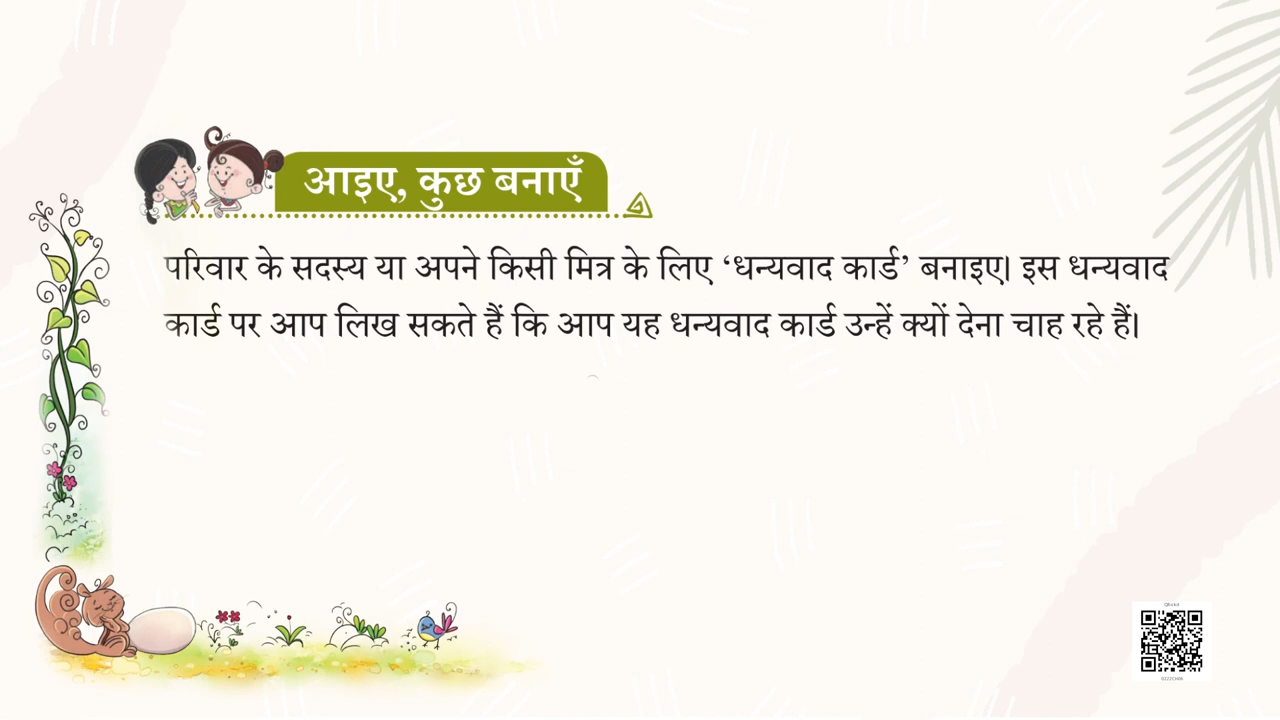 आइए, कुछ बनाएँ
परिवार के सदस्य या अपने किसी मित्र के लिए ‘धन्यवाद कार्ड’ बनाइए। इस धन्यवाद
कार्ड पर आप लिख सकते हैं कि आप यह धन्यवाद कार्ड उन्हें क्यों देना चाह रहे हैं।